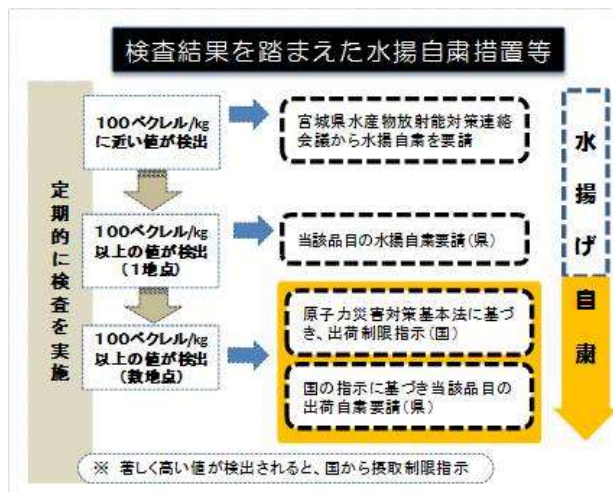 検査結果を踏まえた水揚自粛措置等
定期的に検査を実施
100ベクレル/kg
に近い値が検出
宮城県水産物放射能対策連絡
会議から水揚自粛を要請
100ベクレル/kg
以上の値が検出
(1地点)
当該品目の水揚自粛要請(県)
100ベクレル/kg
以上の値が検出
(数地点)
原子力災害対策基本法に基づ
き、出荷制限指示(国)
国の指示に基づき当該品目の
出荷自粛要請(県)
水揚げ自粛
※ 著しく高い値が検出されると、国から摂取制限指示